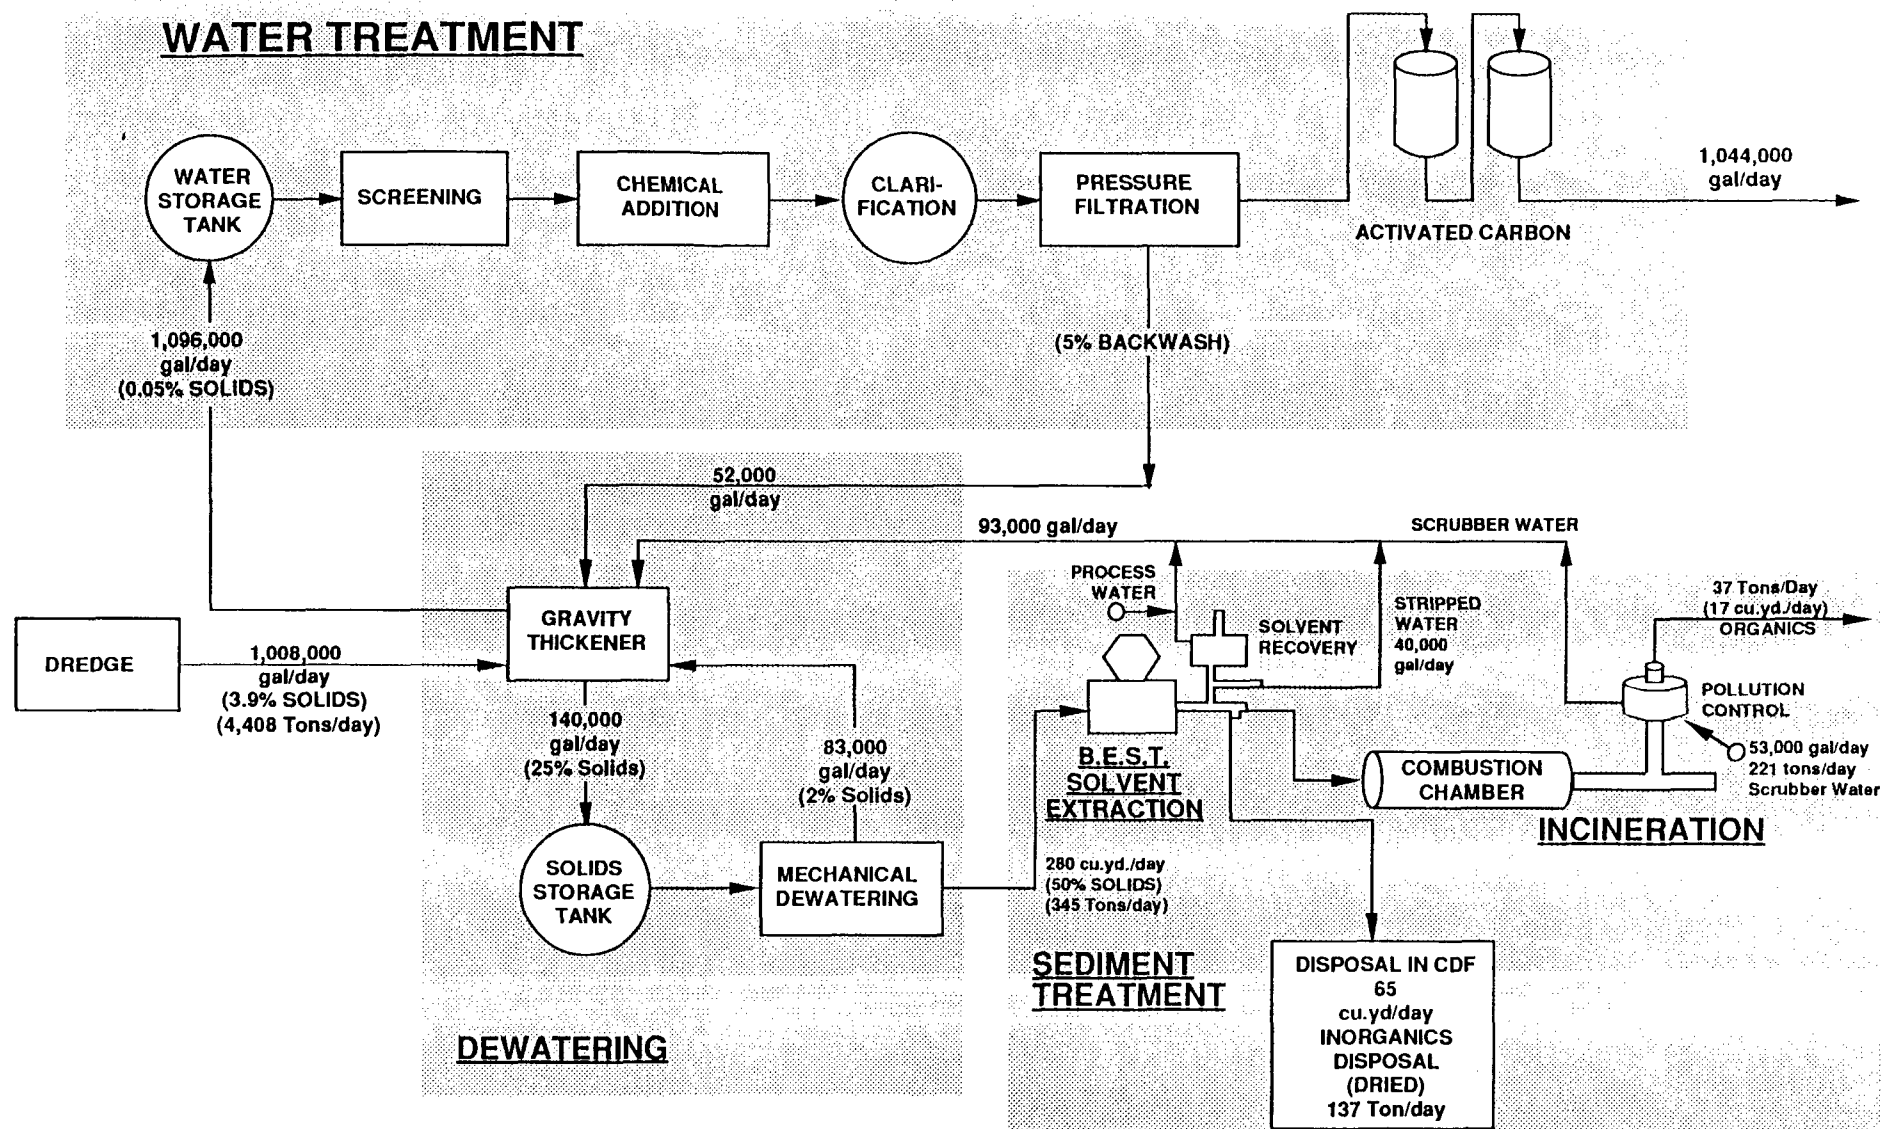 WATER TREATMENT
WATER
STORAGE
TANK
SCREENING
CHEMICAL
ADDITION
CLARI-
FICATION
PRESSURE
FILTRATION
ACTIVATED CARBON
1,044,000
gal/day
1,096,000
gal/day
(0.05% SOLIDS)
(5% BACKWASH)
52,000
gal/day
93,000 gal/day
SCRUBBER WATER
DREDGE
1,008,000
gal/day
(3.9% SOLIDS)
(4,408 Tons/day)
GRAVITY
THICKENER
140,000
gal/day
(25% Solids)
83,000
gal/day
(2% Solids)
SOLIDS
STORAGE
TANK
MECHANICAL
DEWATERING
DEWATERING
PROCESS
WATER
SOLVENT
RECOVERY
STRIPPED
WATER
40,000
gal/day
B.E.S.T.
SOLVENT
EXTRACTION
280 cu.yd./day
(50% SOLIDS)
(345 Tons/day)
37 Tons/Day
(17 cu.yd./day)
ORGANICS
POLLUTION
CONTROL
53,000 gal/day
221 tons/day
Scrubber Water
COMBUSTION
CHAMBER
INCINERATION
SEDIMENT
TREATMENT
DISPOSAL IN CDF
65
cu.yd/day
INORGANICS
DISPOSAL
(DRIED)
137 Ton/day